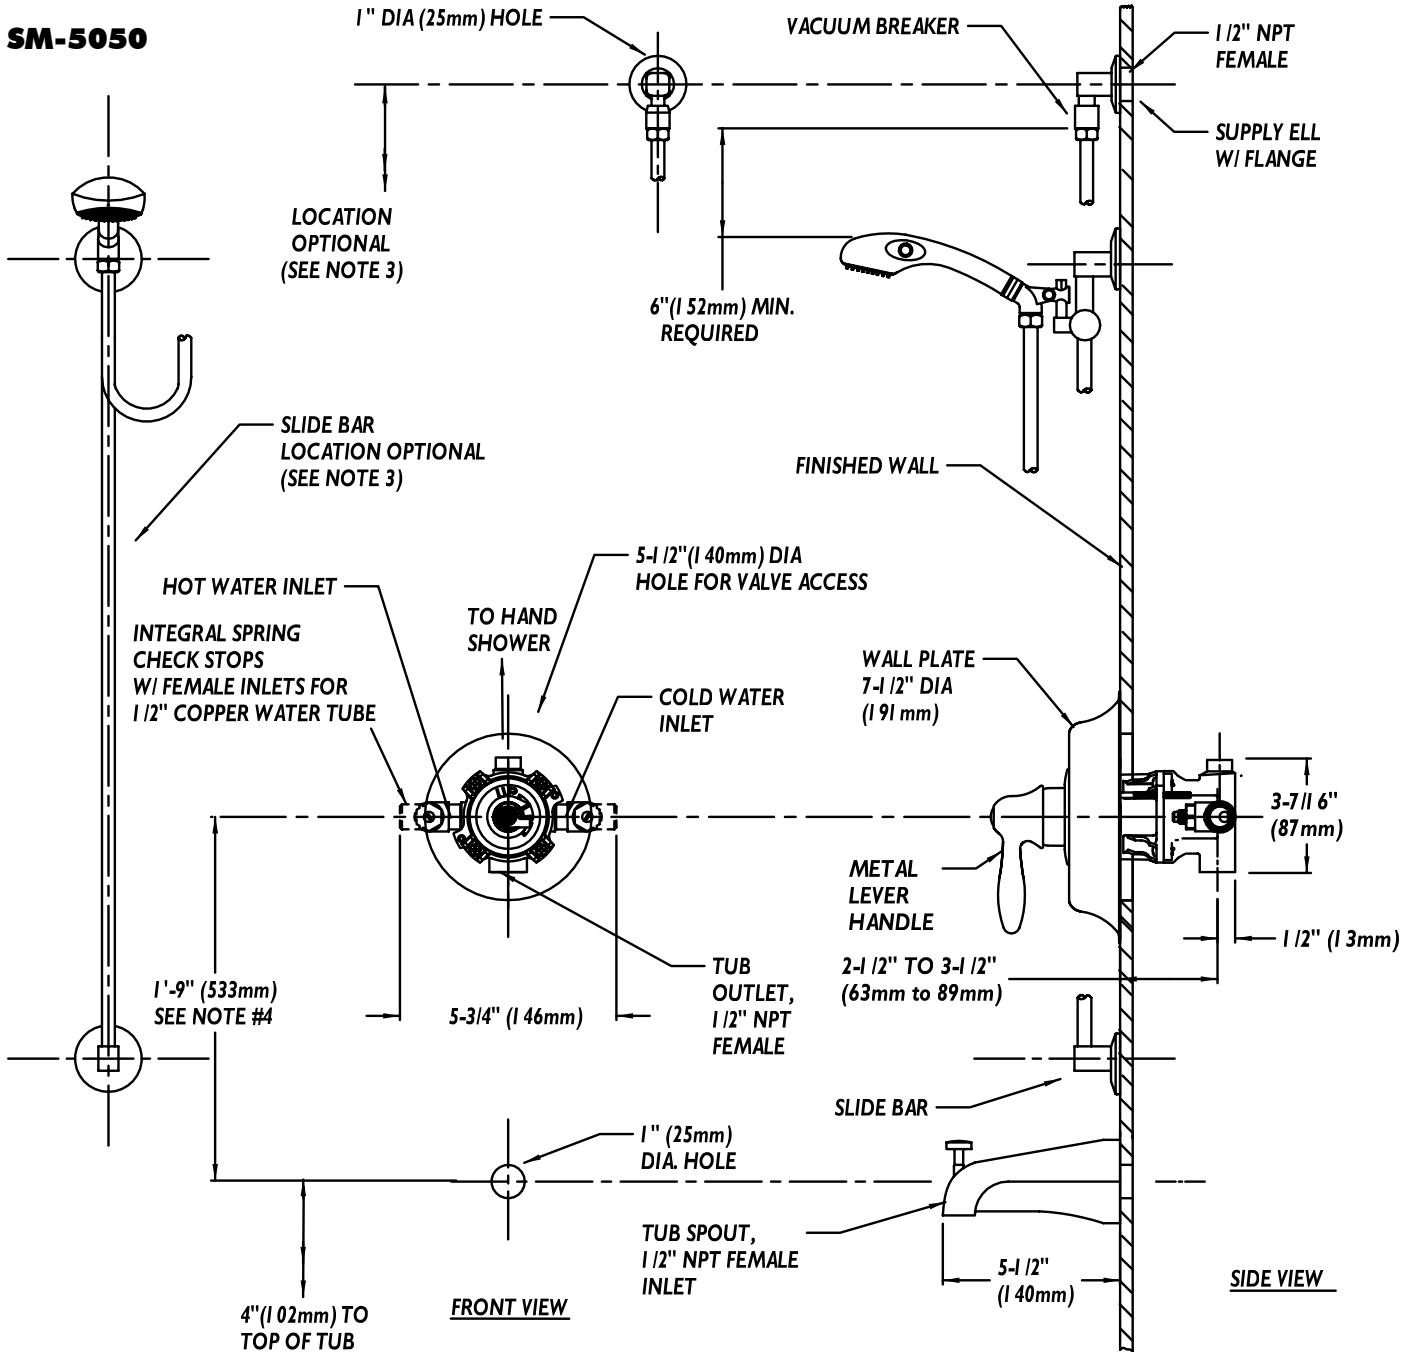 SM-5050
1" DIA (25mm) HOLE
VACUUM BREAKER
1/2" NPT
FEMALE
SUPPLY ELL
W/ FLANGE
LOCATION
OPTIONAL
(SEE NOTE 3)
6"(152mm) MIN.
REQUIRED
SLIDE BAR
LOCATION OPTIONAL
(SEE NOTE 3)
FINISHED WALL
HOT WATER INLET
5-1/2"(140mm) DIA
HOLE FOR VALVE ACCESS
TO HAND
SHOWER
INTEGRAL SPRING
CHECK STOPS
W/ FEMALE INLETS FOR
1/2" COPPER WATER TUBE
COLD WATER
INLET
WALL PLATE
7-1/2" DIA
(191mm)
UP
3-7/16"
(87mm)
METAL
LEVER
HANDLE
1/2" (13mm)
2-1/2" TO 3-1/2"
(63mm to 89mm)
1'-9" (533mm)
SEE NOTE #4
5-3/4" (146mm)
TUB
OUTLET,
1/2" NPT
FEMALE
SLIDE BAR
1" (25mm)
DIA. HOLE
TUB SPOUT,
1/2" NPT FEMALE
INLET
5-1/2"
(140mm)
4"(102mm) TO
TOP OF TUB
FRONT VIEW
SIDE VIEW